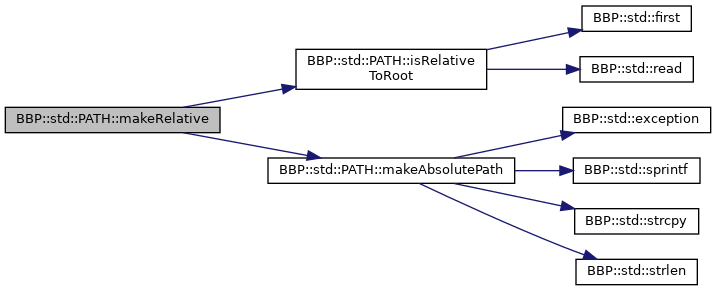 BBP::std::PATH::makeRelative
BBP::std::PATH::isRelative
ToRoot
BBP::std::first
BBP::std::read
BBP::std::PATH::makeAbsolutePath
BBP::std::exception
BBP::std::sprintf
BBP::std::strcpy
BBP::std::strlen